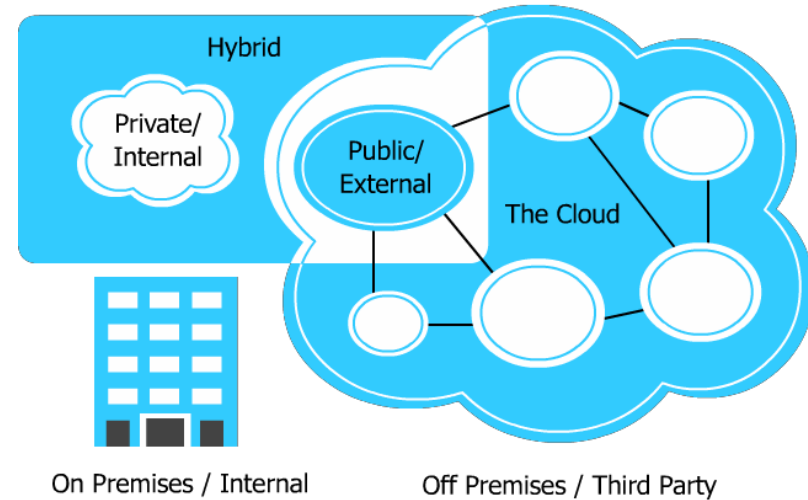 Hybrid
Private/
Internal
Public/
External
The Cloud
On Premises / Internal
Off Premises / Third Party